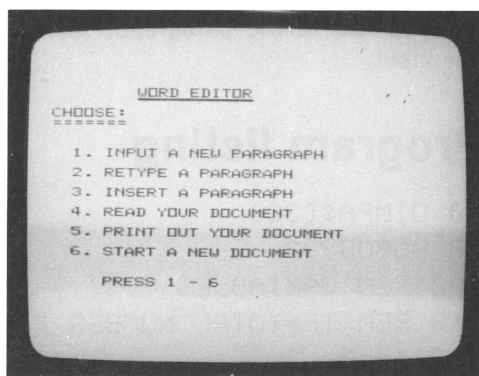 WORD EDITOR
CHOOSE:
=======
1. INPUT A NEW PARAGRAPH
2. RETYPE A PARAGRAPH
3. INSERT A PARAGRAPH
4. READ YOUR DOCUMENT
5. PRINT OUT YOUR DOCUMENT
6. START A NEW DOCUMENT
PRESS 1 - 6